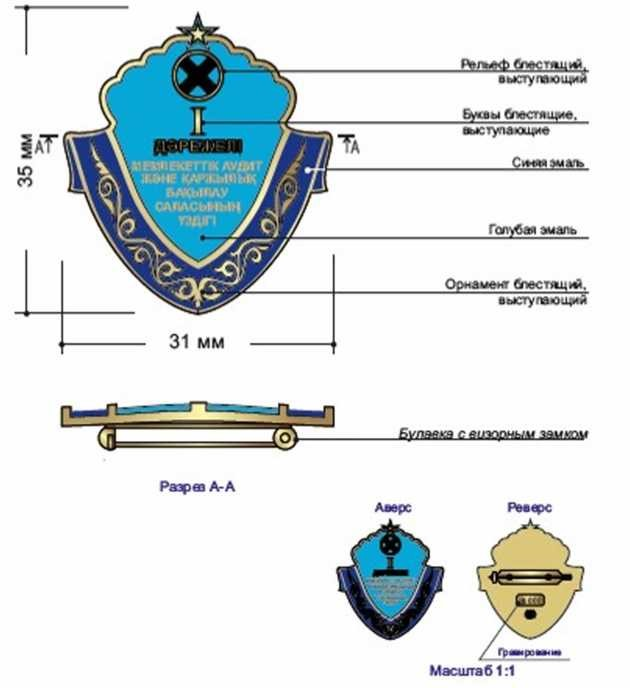 Рельеф блестящий,
выступающий
Буквы блестящие,
выступающие
А А
Синяя эмаль
Голубая эмаль
Орнамент блестящий,
выступающий
35 мм
I
ДӘРЕЖЕЛІ
МЕМЛЕКЕТТІК АУДИТ
ЖӘНЕ ҚАРЖЫЛЫҚ
БАҚЫЛАУ
САЛАСЫНЫҢ
ҮЗДІГІ
31 мм
Булавка с визорным замком
Разрез А-А
Аверс Реверс
I
Гравирование
Масштаб 1:1